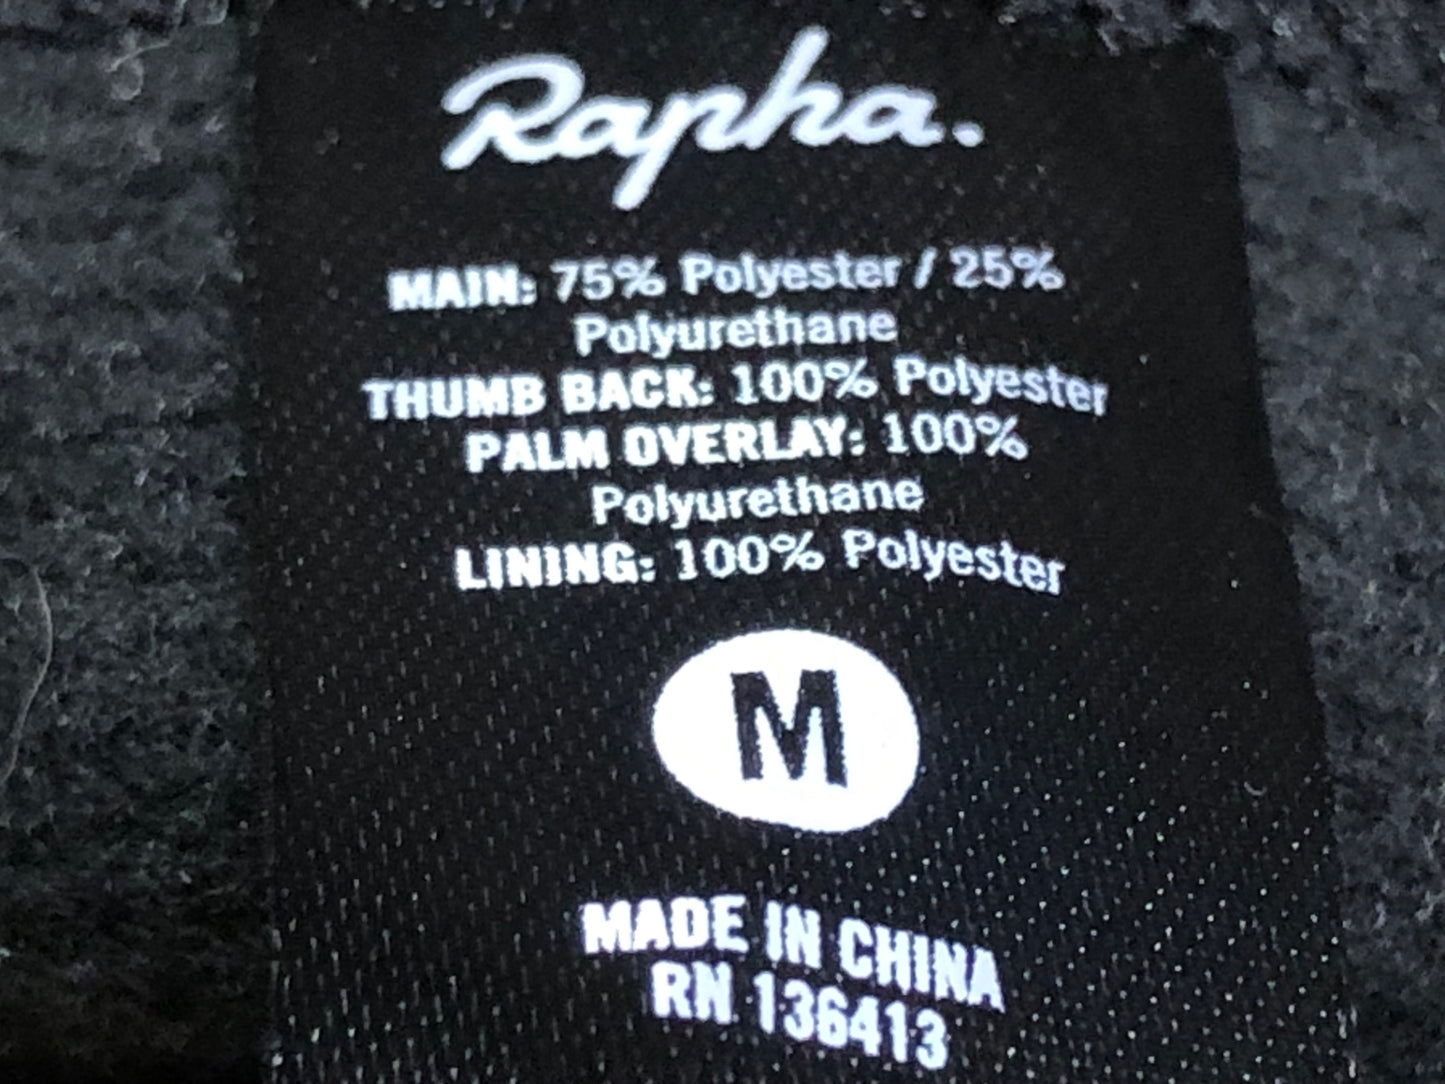 Rapha.
MAIN: 75% Polyester / 25%
Polyurethane
THUMB BACK: 100% Polyester
PALM OVERLAY: 100%
Polyurethane
LINING: 100% Polyester
M
MADE IN CHINA
RN 136413